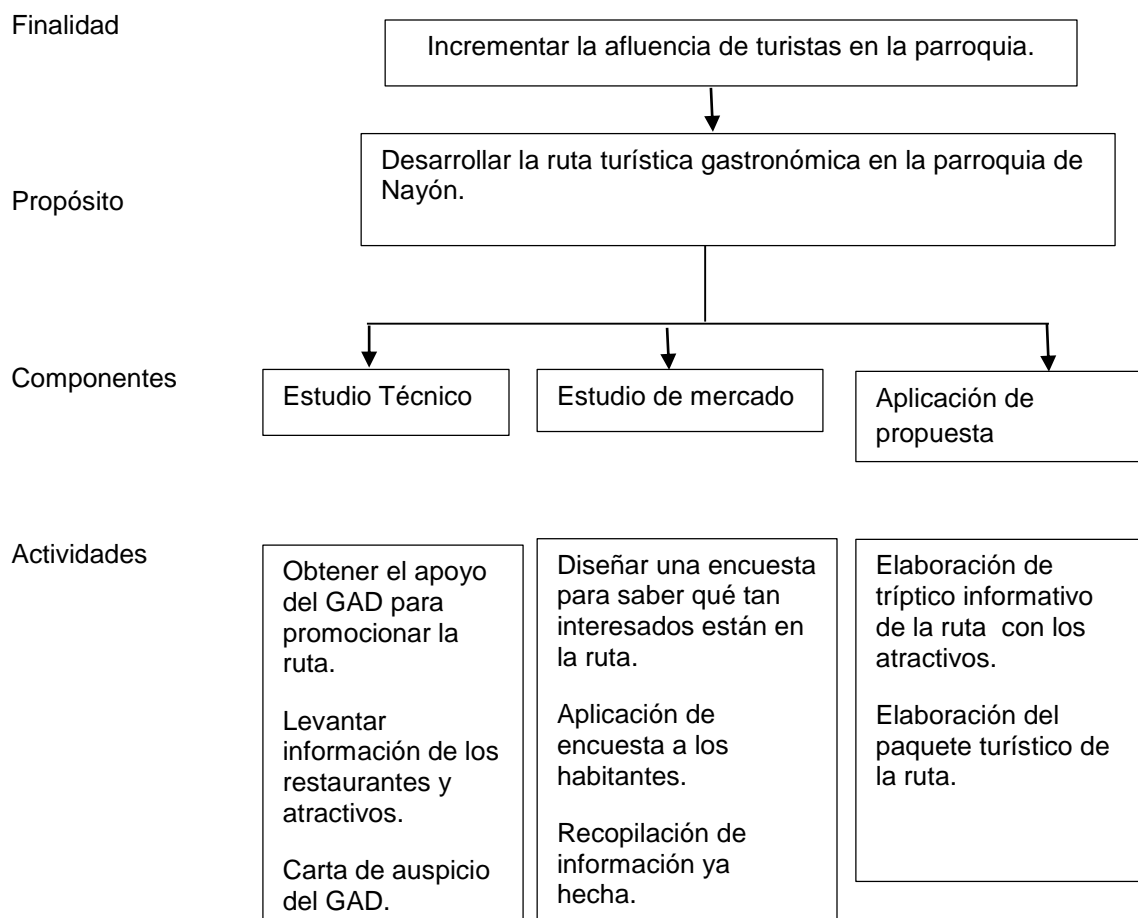 Finalidad
Incrementar la afluencia de turistas en la parroquia.
Desarrollar la ruta turística gastronómica en la parroquia de
Nayón.
Propósito
Componentes
Estudio Técnico
Estudio de mercado
Aplicación de
propuesta
Actividades
Obtener el apoyo
del GAD para
promocionar la
ruta.
Levantar
información de los
restaurantes y
atractivos.
Carta de auspicio
del GAD.
Diseñar una encuesta
para saber qué tan
interesados están en
la ruta.
Aplicación de
encuesta a los
habitantes.
Recopilación de
información ya
hecha.
Elaboración de
tríptico informativo
de la ruta con los
atractivos.
Elaboración del
paquete turístico de
la ruta.